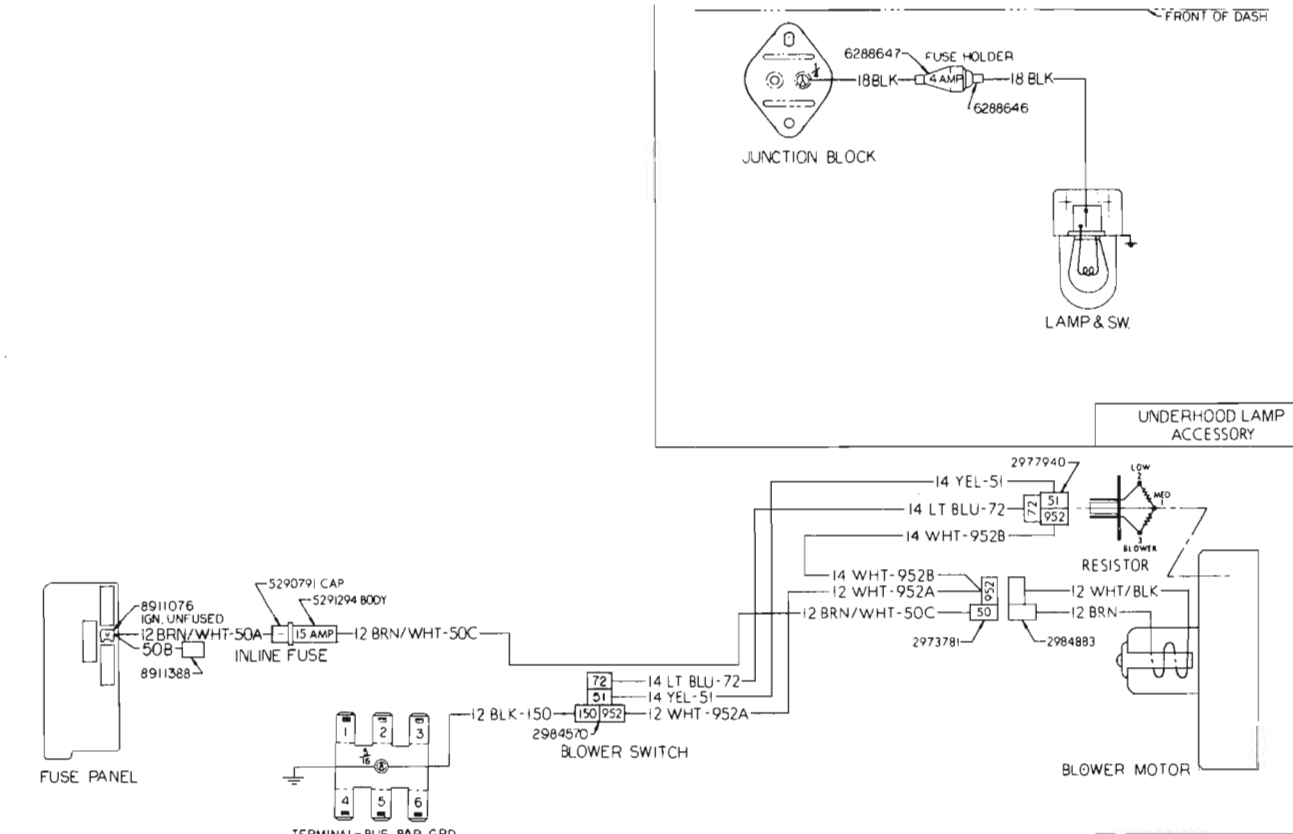 FRONT OF DASH
6288647
FUSE HOLDER
18 BLK
4 AMP
18 BLK
6288646
JUNCTION BLOCK
LAMP & SW.
UNDERHOOD LAMP
ACCESSORY
2977940
LOW
2
MED
1
3
BLOWER
RESISTOR
14 YEL-51
14 LT BLU-72
14 WHT-952B
72
51
952
14 WHT-952B
12 WHT-952A
12 BRN/WHT-50C
952
50
12 WHT/BLK
12 BRN
2973781
2984883
5290791 CAP
5291294 BODY
8911076
IGN. UNFUSED
12 BRN/WHT-50A
15 AMP
12 BRN/WHT-50C
50B
INLINE FUSE
8911388
72
14 LT BLU-72
51
14 YEL-51
12 BLK-150
150
952
12 WHT-952A
2984570
BLOWER SWITCH
1
2
3
4
5
6
FUSE PANEL
BLOWER MOTOR
TERMINAL-BUS BAR GRD